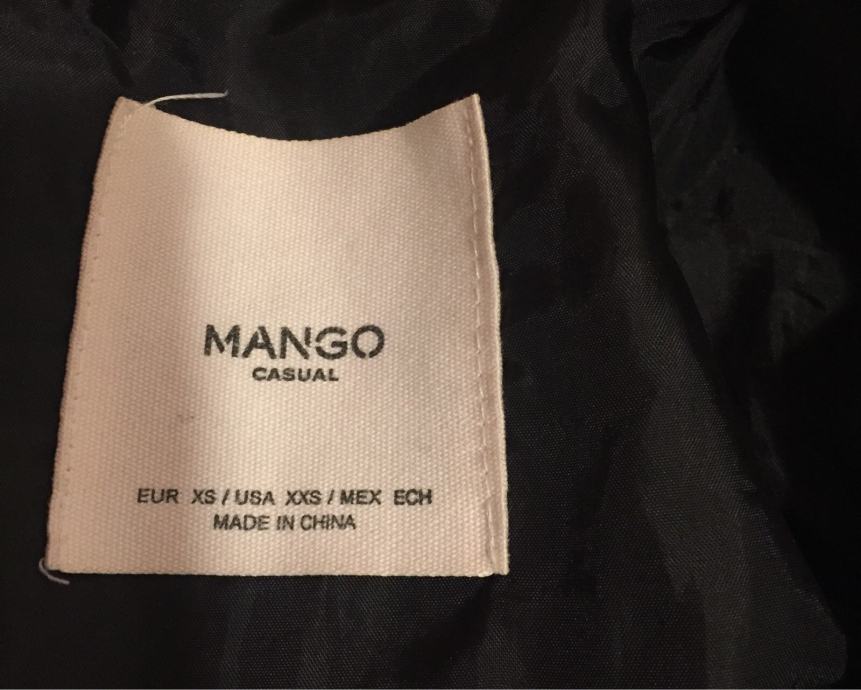 MANGO
CASUAL
EUR XS / USA XXS / MEX ECH
MADE IN CHINA